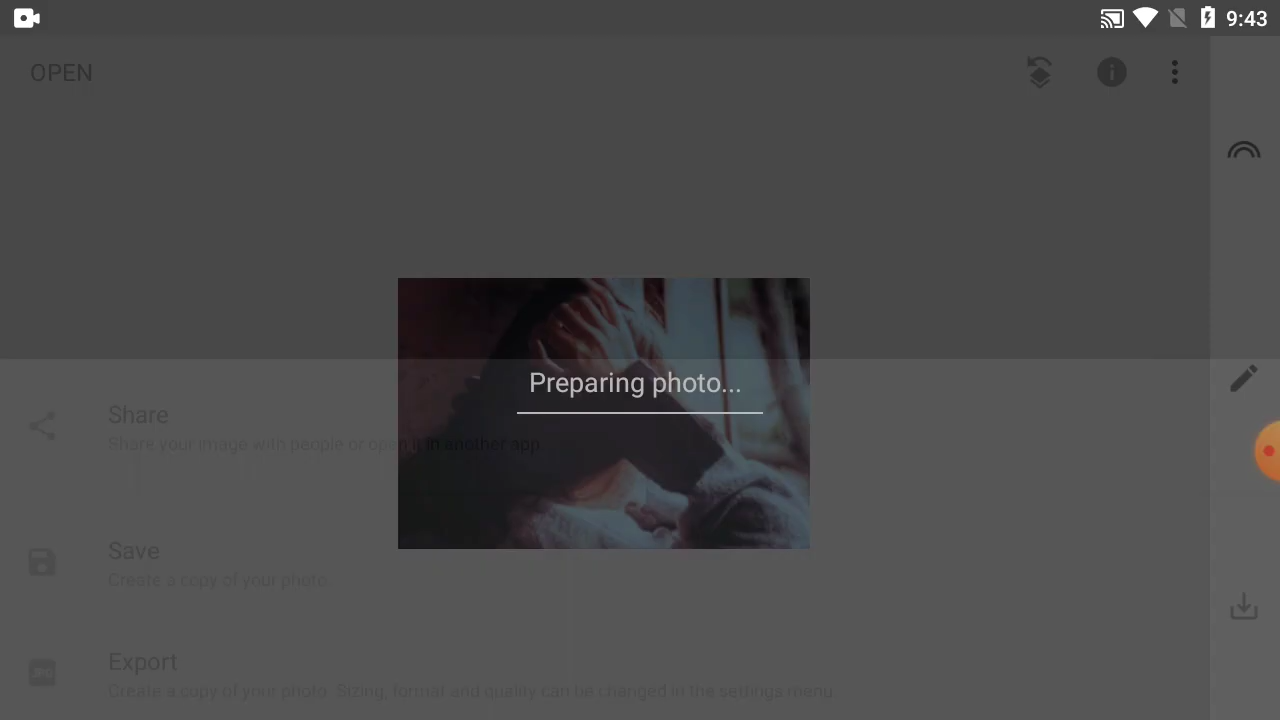 9:43
OPEN
Preparing photo...
Share
Share your image with people or open it in another app
Save
Create a copy of your photo
Export
JPG
Create a copy of your photo. Sizing, format and quality can be changed in the settings menu